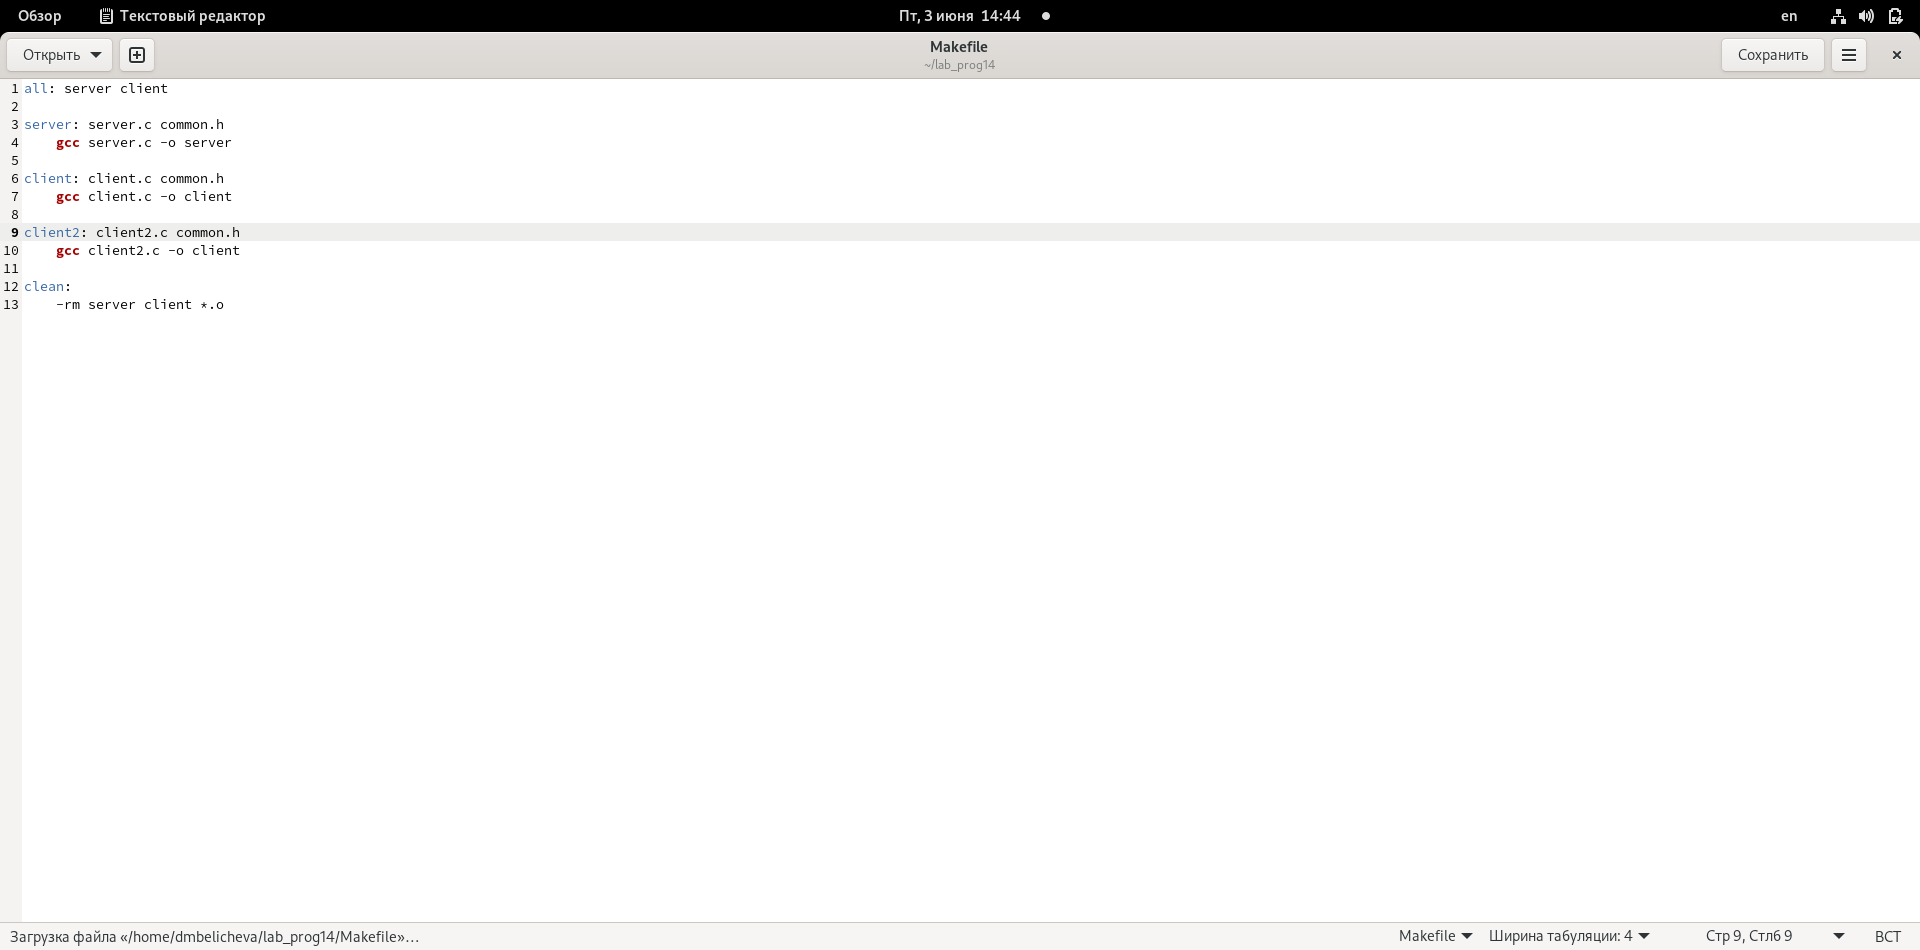 Обзор Текстовый редактор Пт, 3 июня 14:44 en
Открыть Makefile Сохранить
~/lab_prog14
1 all: server client
2
3 server: server.c common.h
4 gcc server.c -o server
5
6 client: client.c common.h
7 gcc client.c -o client
8
9 client2: client2.c common.h
10 gcc client2.c -o client
11
12 clean:
13 -rm server client *.o
Загрузка файла «/home/dmbelicheva/lab_prog14/Makefile»… Makefile Ширина табуляции: 4 Стр 9, Стлб 9 ВСТ